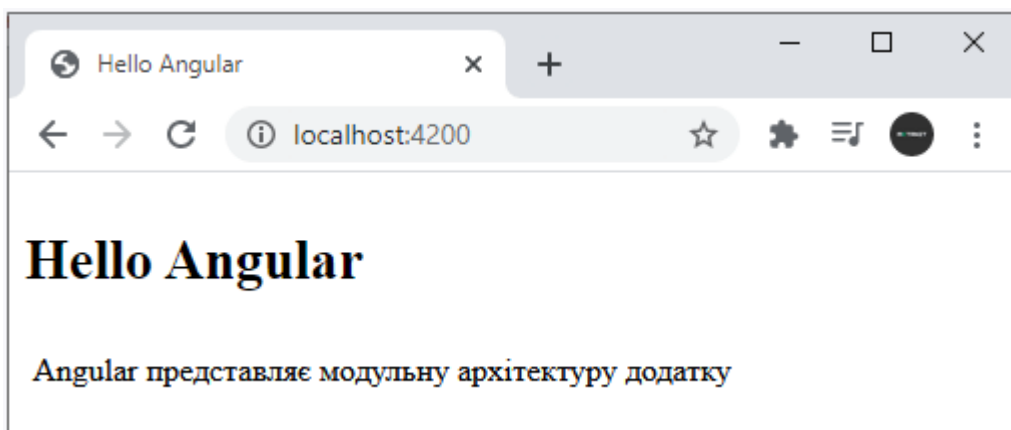 Hello Angular
localhost:4200
Hello Angular
Angular представляє модульну архітектуру додатку